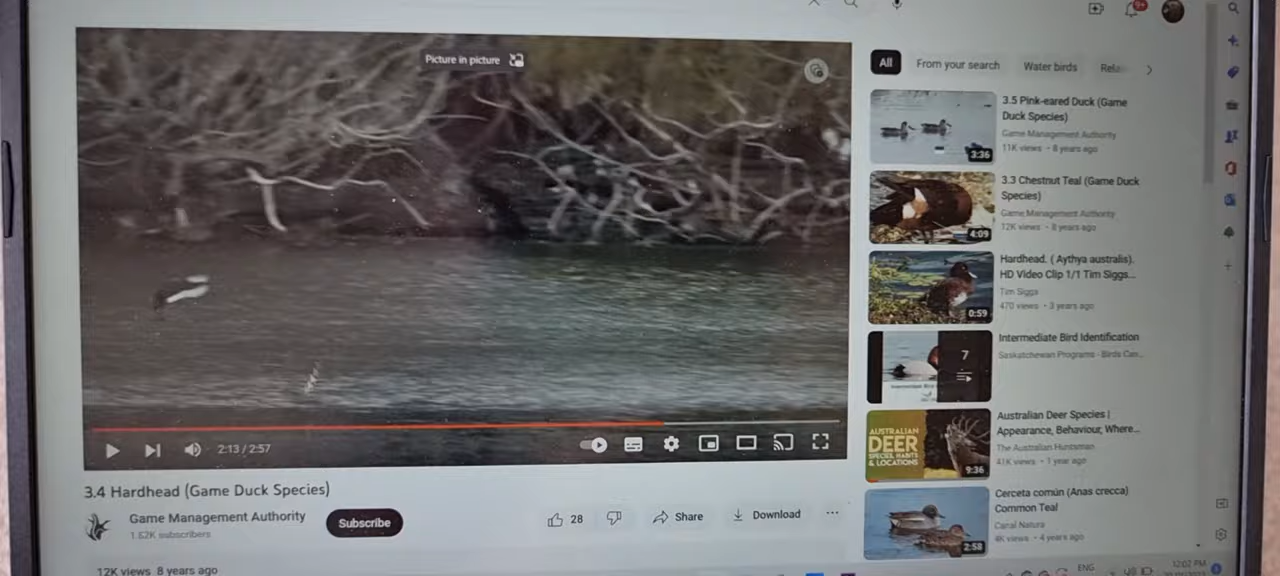 Picture in picture
2:13 / 2:57
3.4 Hardhead (Game Duck Species)
Game Management Authority
1.62K subscribers
Subscribe
28
Share
Download
12K views 8 years ago
All
From your search
Water birds
9+
3.5 Pink-eared Duck (Game
Duck Species)
Game Management Authority
11K views • 8 years ago
3:36
3.3 Chestnut Teal (Game Duck
Species)
Game Management Authority
12K views • 8 years ago
4:09
Hardhead. ( Aythya australis).
HD Video Clip 1/1 Tim Siggs...
Tim Siggs
470 views • 3 years ago
0:59
Intermediate Bird Identification
Saskatchewan Programs - Birds Can...
7
Australian Deer Species |
Appearance, Behaviour, Where...
The Australian Huntsman
41K views • 1 year ago
AUSTRALIAN
DEER
SPECIES, HABITS
& LOCATIONS
9:36
Cerceta común (Anas crecca)
Common Teal
Canal Natura
4K views • 4 years ago
2:58
ENG
12:02 PM